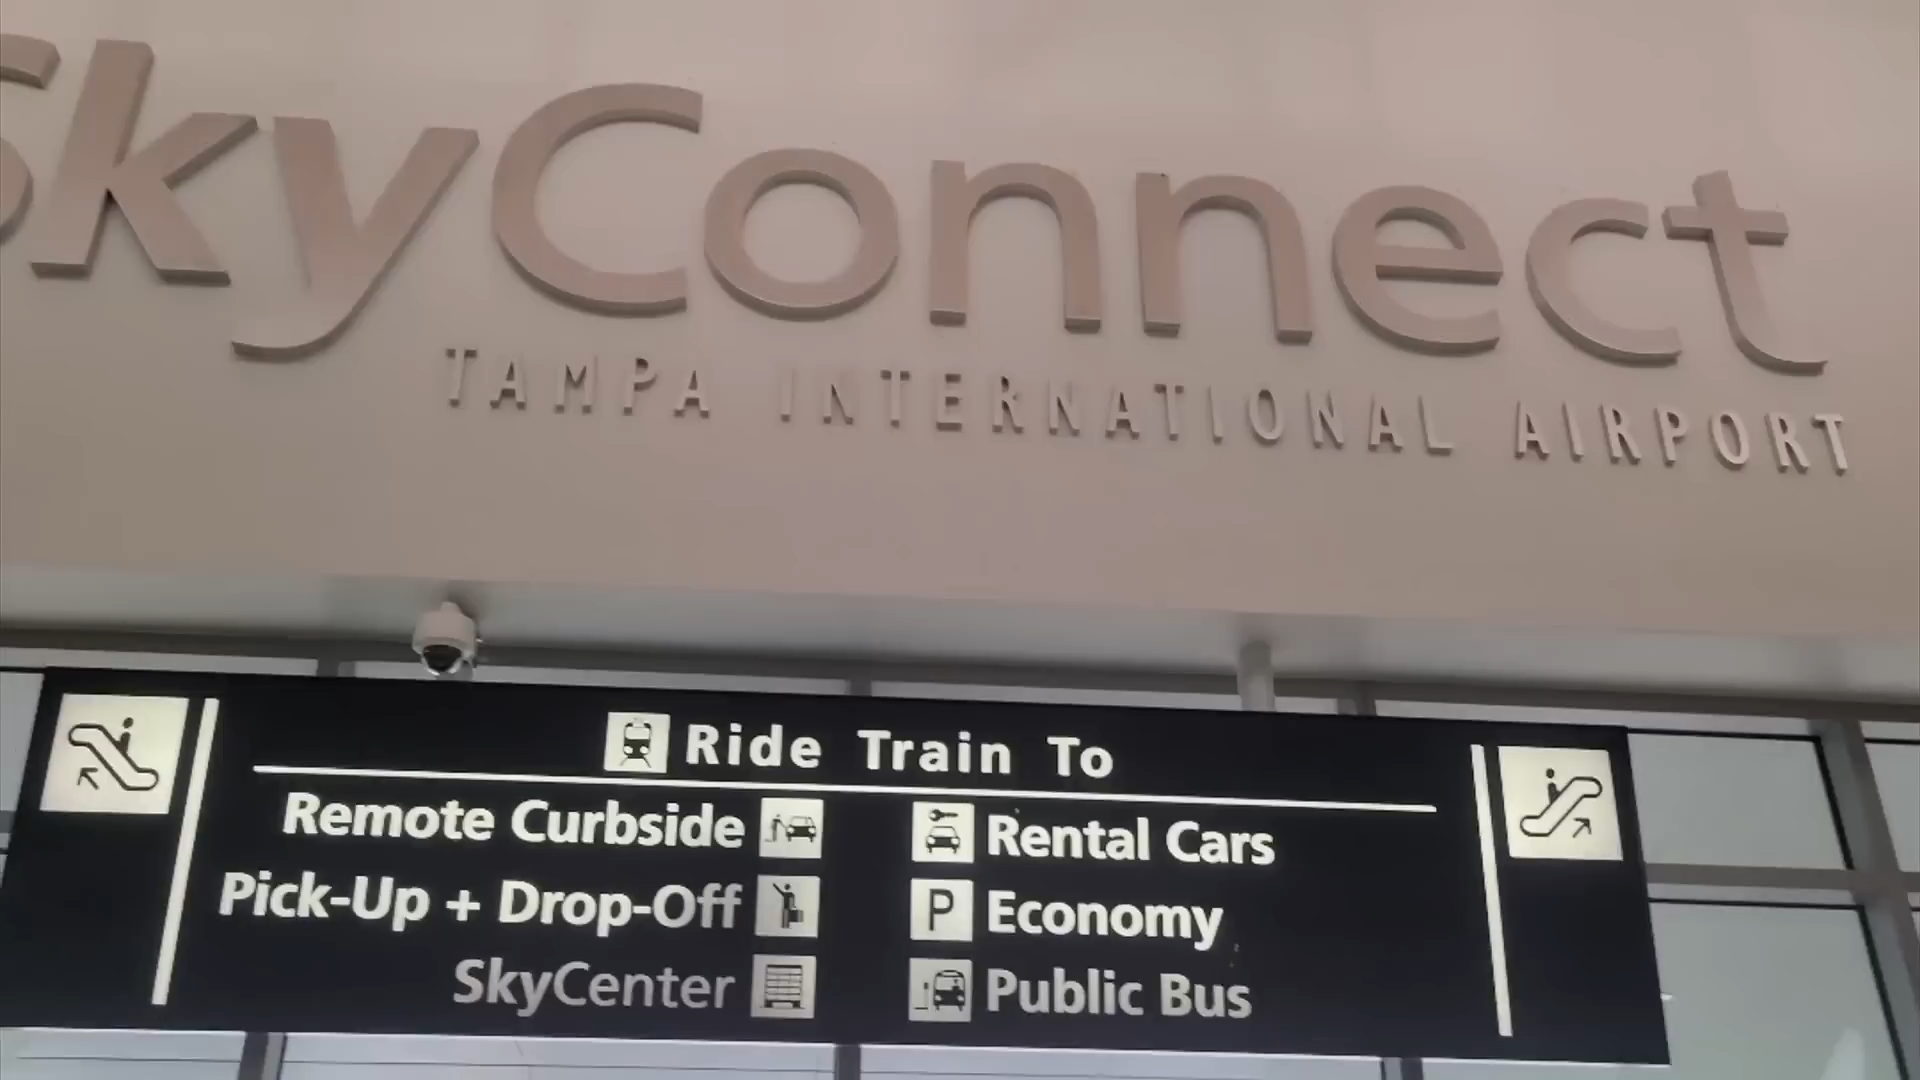 SkyConnect
TAMPA INTERNATIONAL AIRPORT
Ride Train To
Remote Curbside
Pick-Up + Drop-Off
SkyCenter
Rental Cars
P Economy
Public Bus